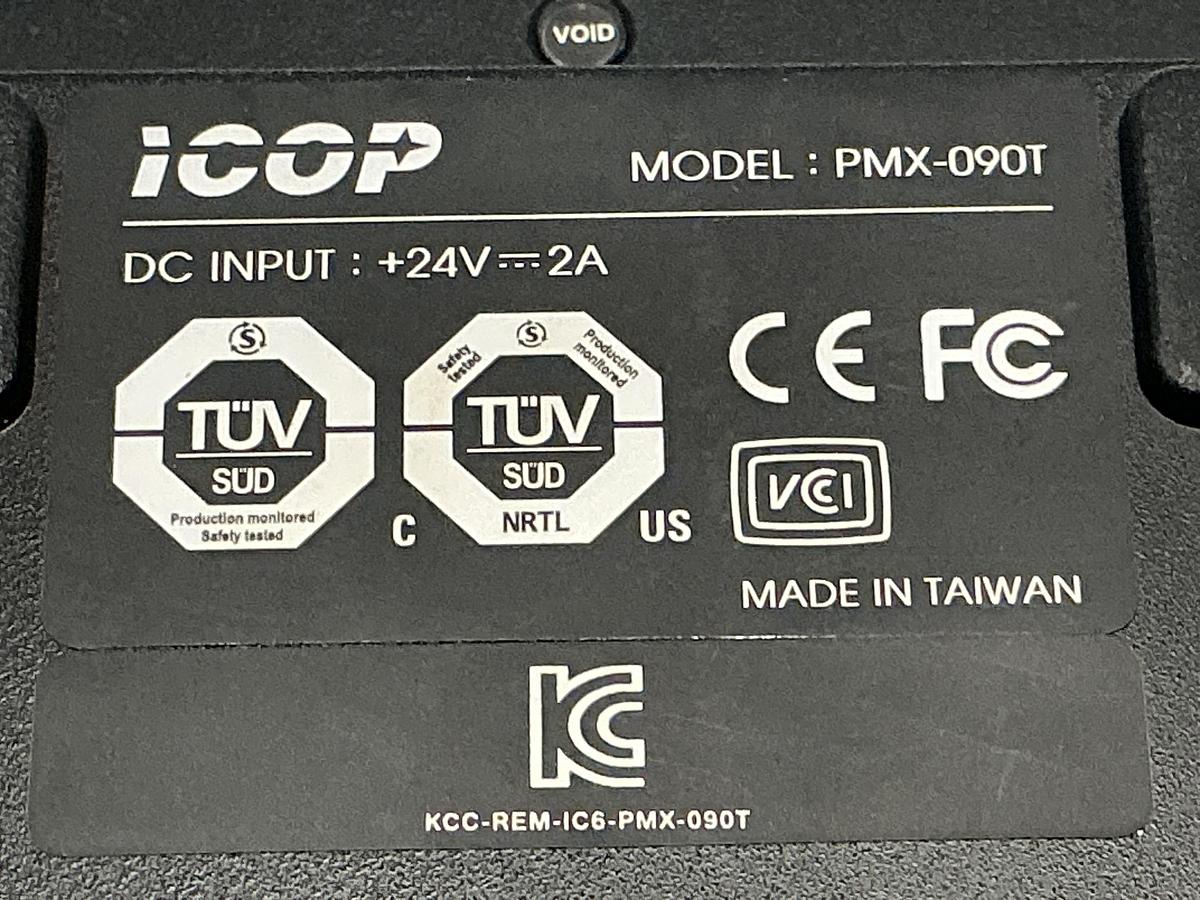 VOID
iCOP
MODEL : PMX-090T
DC INPUT : +24V⎓2A
S
TÜV
SÜD
Production monitored
Safety tested
C
S
Safety
tested
Production
monitored
TÜV
SÜD
NRTL
US
CE FC
VCCI
MADE IN TAIWAN
KC
KCC-REM-IC6-PMX-090T